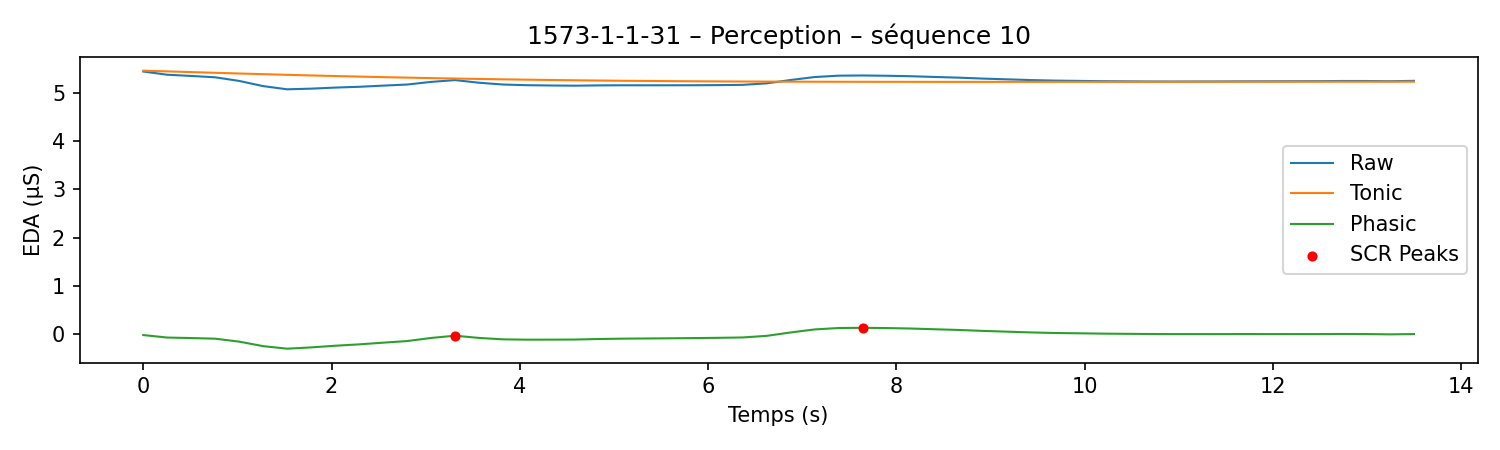 1573-1-1-31 – Perception – séquence 10
EDA (µS)
5
4
3
2
1
0
Raw
Tonic
Phasic
SCR Peaks
0 2 4 6 8 10 12 14
Temps (s)